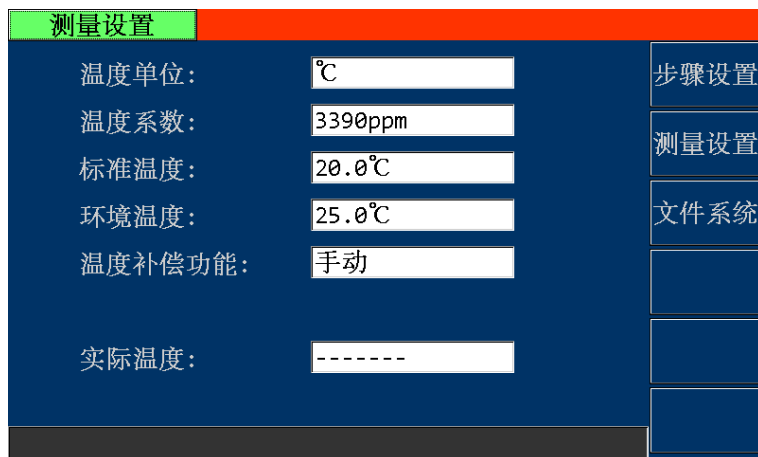 测量设置
温度单位: ℃
温度系数: 3390ppm
标准温度: 20.0℃
环境温度: 25.0℃
温度补偿功能: 手动
实际温度: -------
步骤设置
测量设置
文件系统